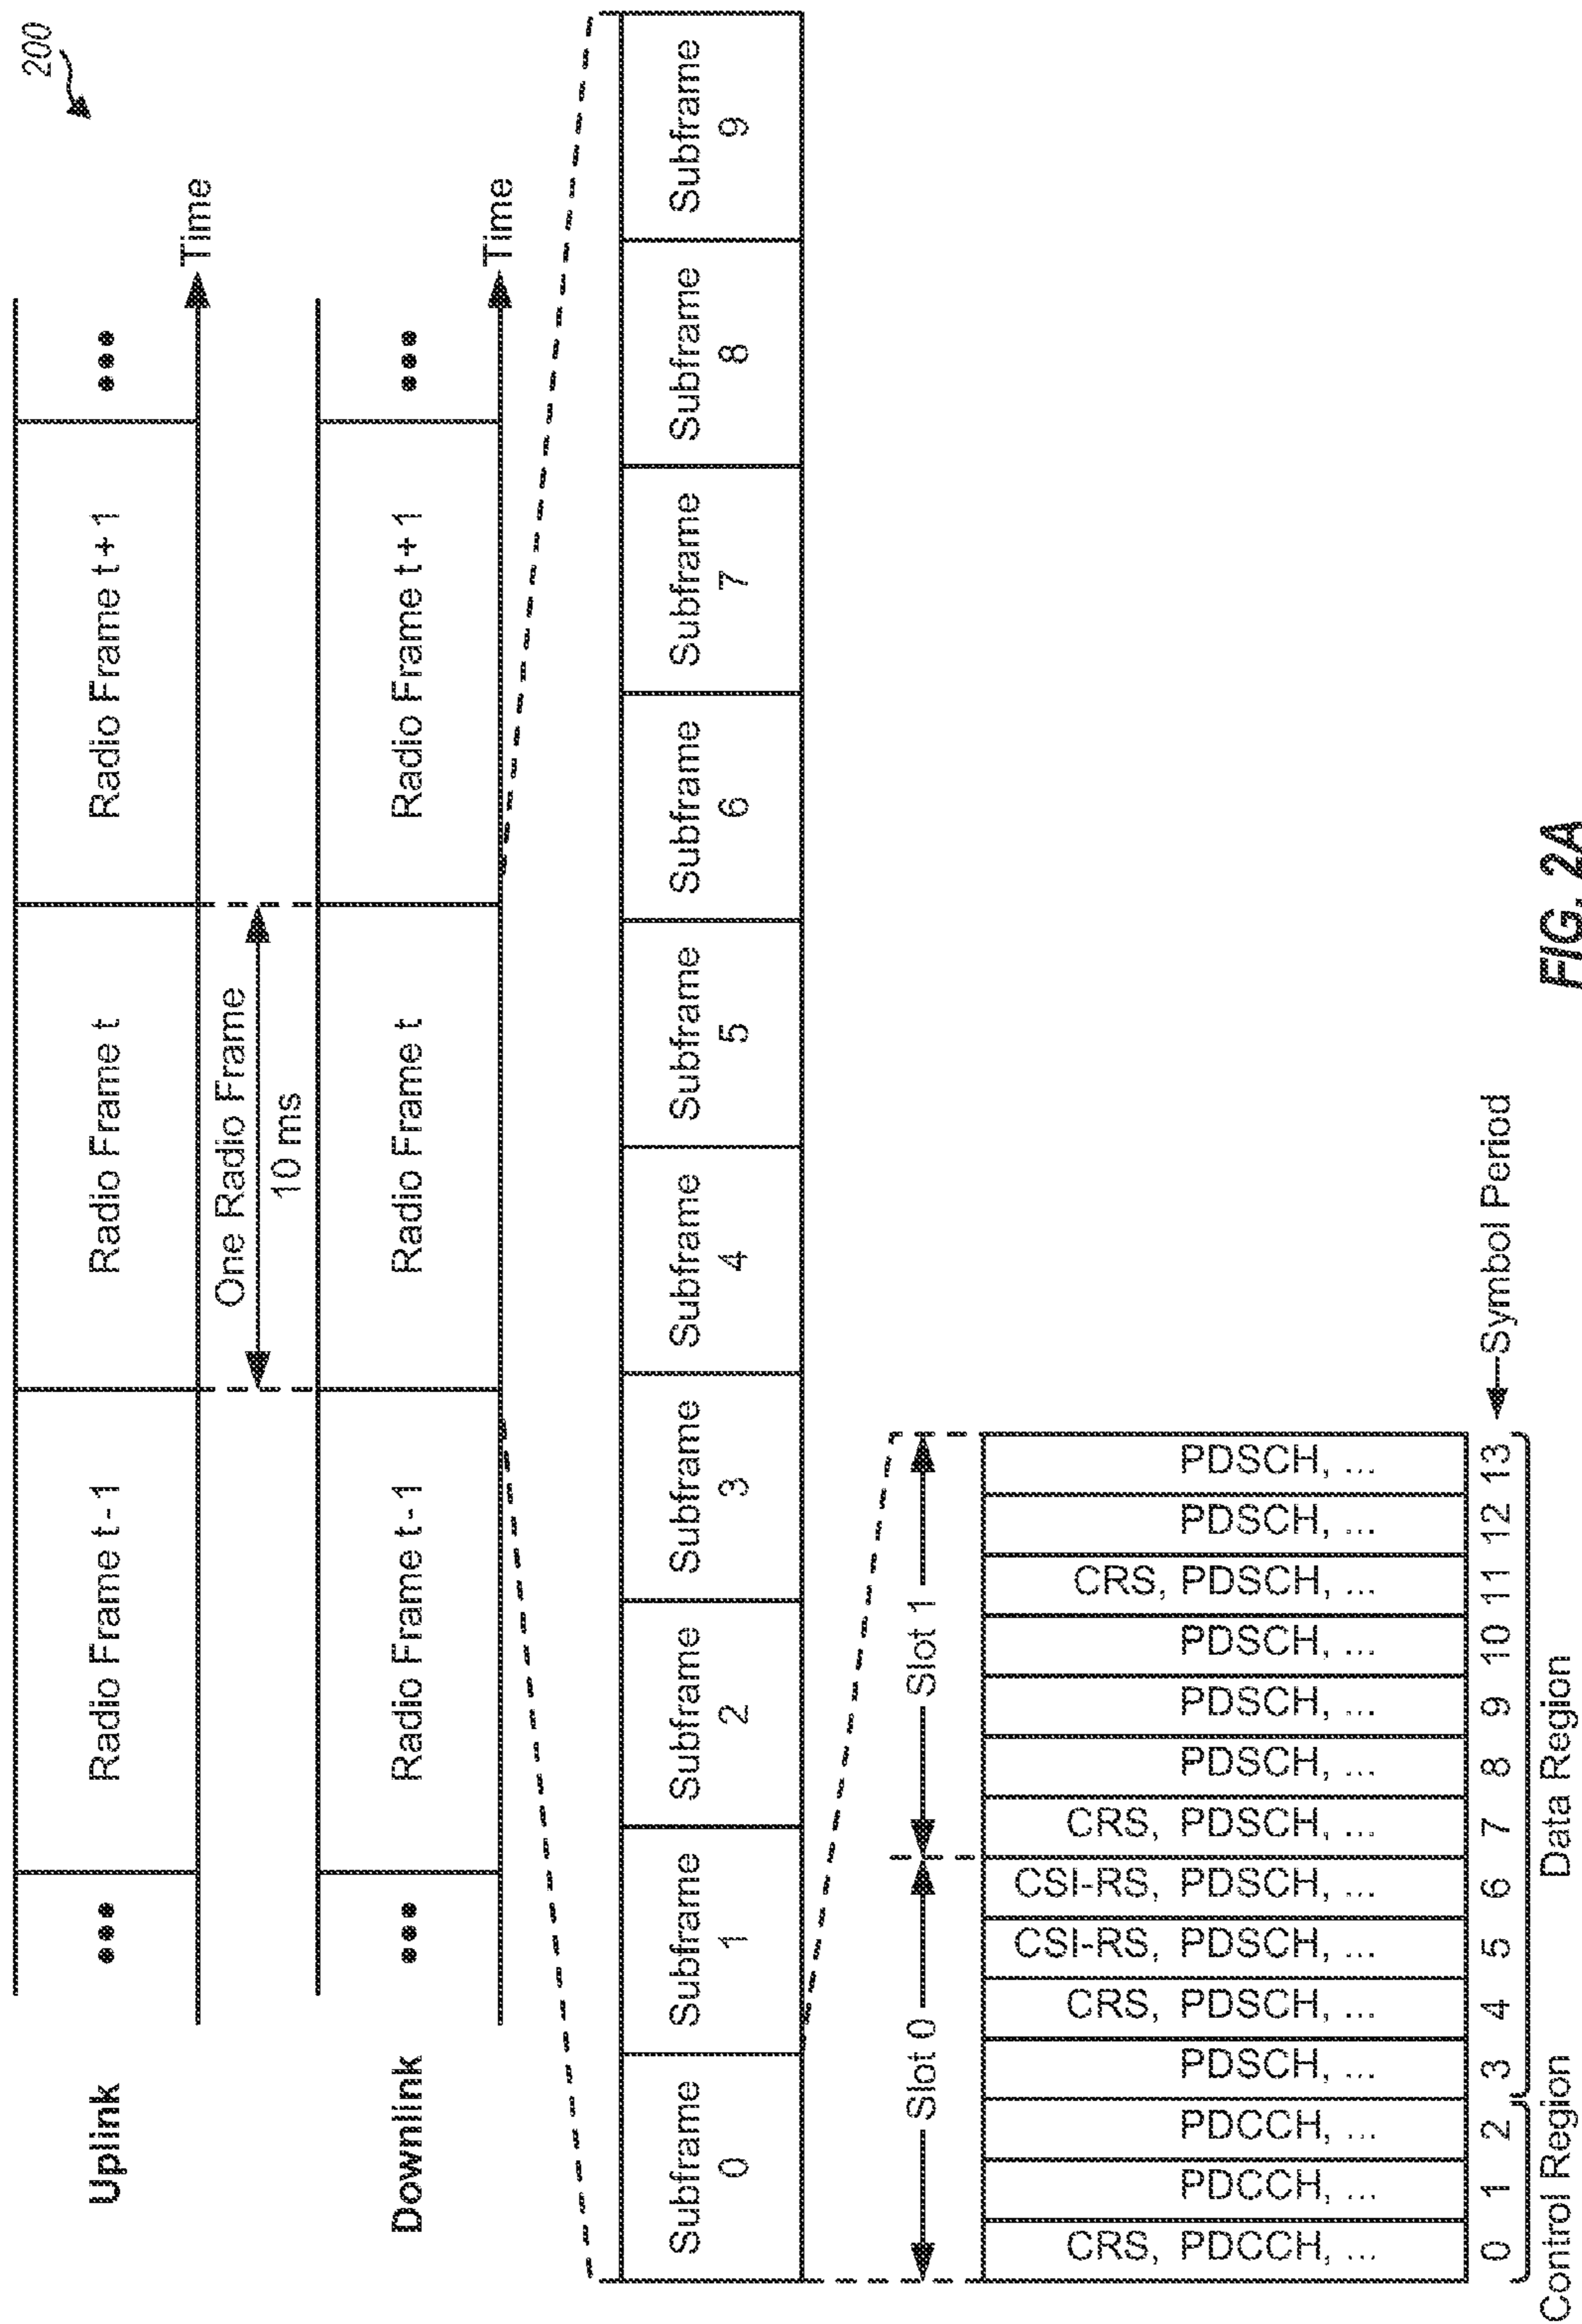 200
Uplink
••• Radio Frame t-1 Radio Frame t Radio Frame t+1 •••
Time
One Radio Frame
10 ms
Downlink
••• Radio Frame t-1 Radio Frame t Radio Frame t+1 •••
Time
Subframe Subframe Subframe Subframe Subframe Subframe Subframe Subframe Subframe Subframe
0 1 2 3 4 5 6 7 8 9
Slot 0 Slot 1
CRS, PDCCH, ...
PDCCH, ...
PDCCH, ...
PDSCH, ...
CRS, PDSCH, ...
CSI-RS, PDSCH, ...
CSI-RS, PDSCH, ...
CRS, PDSCH, ...
PDSCH, ...
PDSCH, ...
PDSCH, ...
CRS, PDSCH, ...
PDSCH, ...
PDSCH, ...
0 1 2 3 4 5 6 7 8 9 10 11 12 13 Symbol Period
Control Region Data Region
FIG. 2A